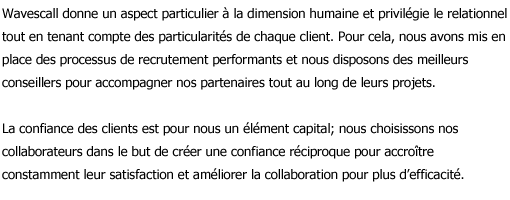 Wavescall donne un aspect particulier à la dimension humaine et privilégie le relationnel
tout en tenant compte des particularités de chaque client. Pour cela, nous avons mis en
place des processus de recrutement performants et nous disposons des meilleurs
conseillers pour accompagner nos partenaires tout au long de leurs projets.
La confiance des clients est pour nous un élément capital; nous choisissons nos
collaborateurs dans le but de créer une confiance réciproque pour accroître
constamment leur satisfaction et améliorer la collaboration pour plus d’efficacité.